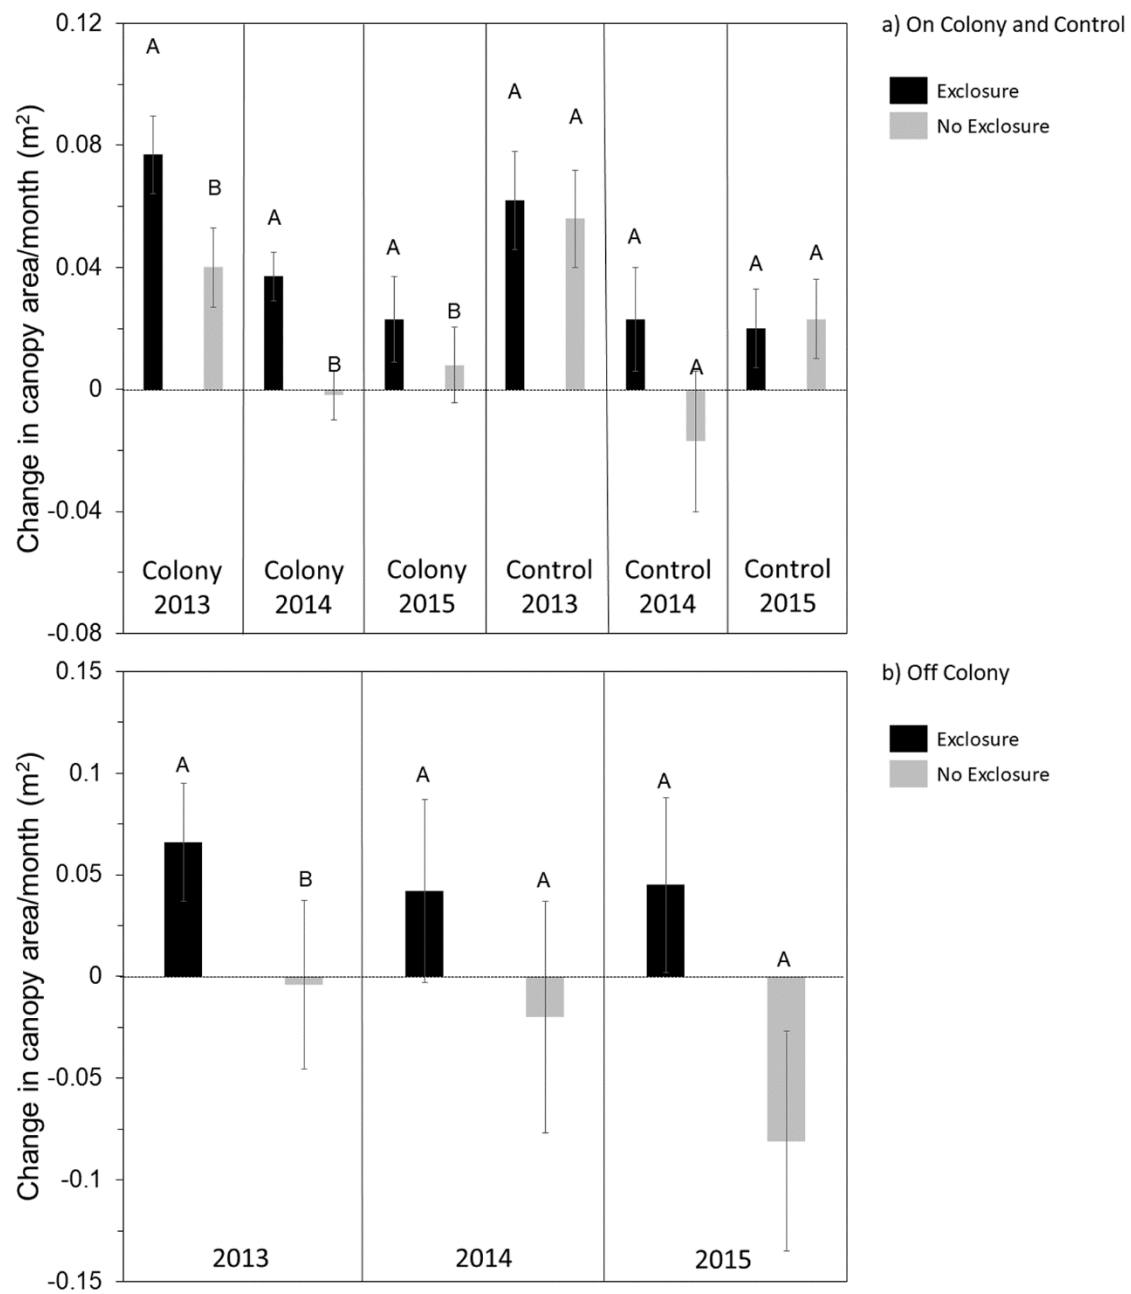 a) On Colony and Control
Exclosure
No Exclosure
Change in canopy area/month (m²)
0.12
0.08
0.04
0
-0.04
-0.08
A
B
A
B
A
B
A
A
A
A
A
A
Colony
2013
Colony
2014
Colony
2015
Control
2013
Control
2014
Control
2015
b) Off Colony
Exclosure
No Exclosure
Change in canopy area/month (m²)
0.15
0.1
0.05
0
-0.05
-0.1
-0.15
A
B
A
A
A
A
2013
2014
2015